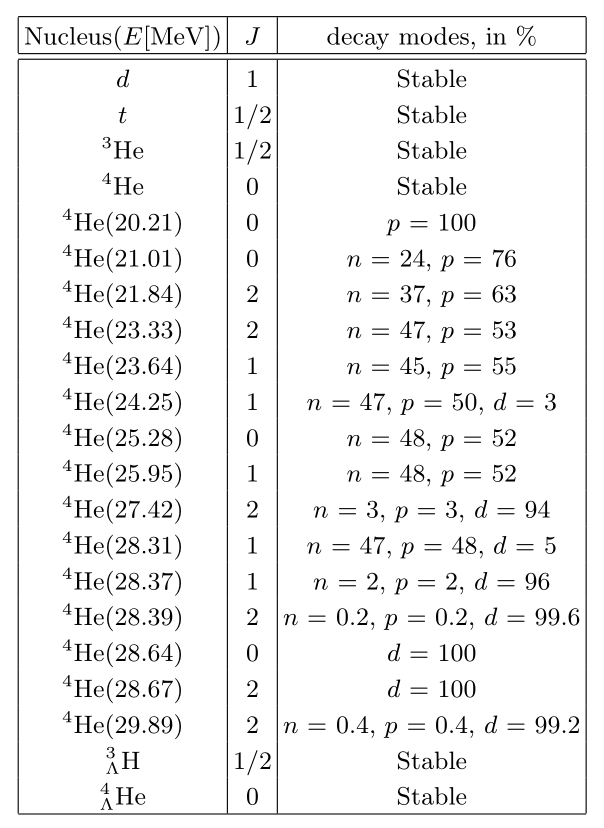 Nucleus(E[MeV]) J decay modes, in %
d 1 Stable
t 1/2 Stable
³He 1/2 Stable
⁴He 0 Stable
⁴He(20.21) 0 p = 100
⁴He(21.01) 0 n = 24, p = 76
⁴He(21.84) 2 n = 37, p = 63
⁴He(23.33) 2 n = 47, p = 53
⁴He(23.64) 1 n = 45, p = 55
⁴He(24.25) 1 n = 47, p = 50, d = 3
⁴He(25.28) 0 n = 48, p = 52
⁴He(25.95) 1 n = 48, p = 52
⁴He(27.42) 2 n = 3, p = 3, d = 94
⁴He(28.31) 1 n = 47, p = 48, d = 5
⁴He(28.37) 1 n = 2, p = 2, d = 96
⁴He(28.39) 2 n = 0.2, p = 0.2, d = 99.6
⁴He(28.64) 0 d = 100
⁴He(28.67) 2 d = 100
⁴He(29.89) 2 n = 0.4, p = 0.4, d = 99.2
³ΛH 1/2 Stable
⁴ΛHe 0 Stable